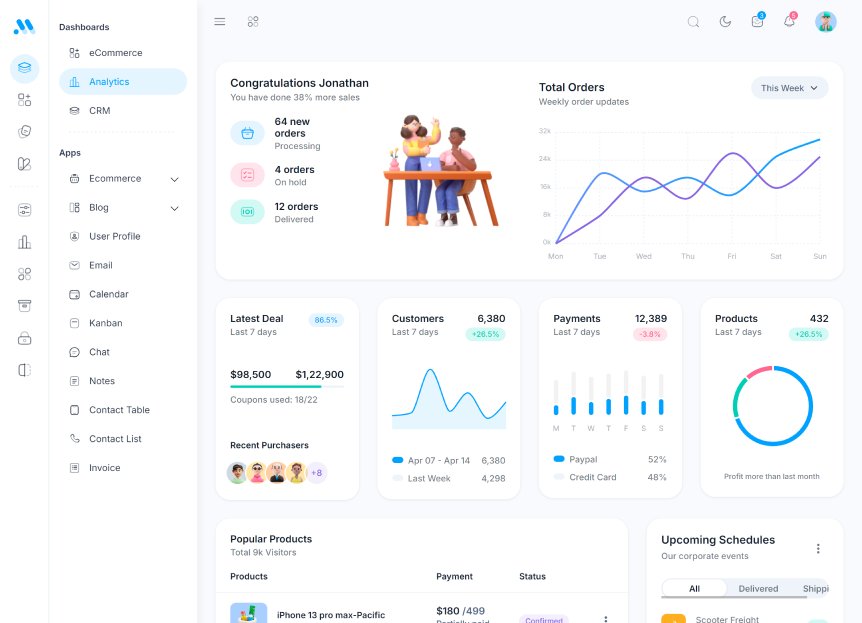 Dashboards
eCommerce
Analytics
CRM
Apps
Ecommerce
Blog
User Profile
Email
Calendar
Kanban
Chat
Notes
Contact Table
Contact List
Invoice
3
5
Congratulations Jonathan
You have done 38% more sales
64 new
orders
Processing
4 orders
On hold
12 orders
Delivered
Total Orders
Weekly order updates
This Week
32k
24k
16k
8k
0k
Mon Tue Wed Thu Fri Sat Sun
Latest Deal
Last 7 days
86.5%
$98,500 $1,22,900
Coupons used: 18/22
Recent Purchasers
+8
Customers 6,380
Last 7 days +26.5%
Apr 07 - Apr 14 6,380
Last Week 4,298
Payments 12,389
Last 7 days -3.8%
M T W T F S S
Paypal 52%
Credit Card 48%
Products 432
Last 7 days +26.5%
Profit more than last month
Popular Products
Total 9k Visitors
Products Payment Status
iPhone 13 pro max-Pacific
$180 /499
Partially paid
Confirmed
Upcoming Schedules
Our corporate events
All Delivered Shippi
Scooter Freight